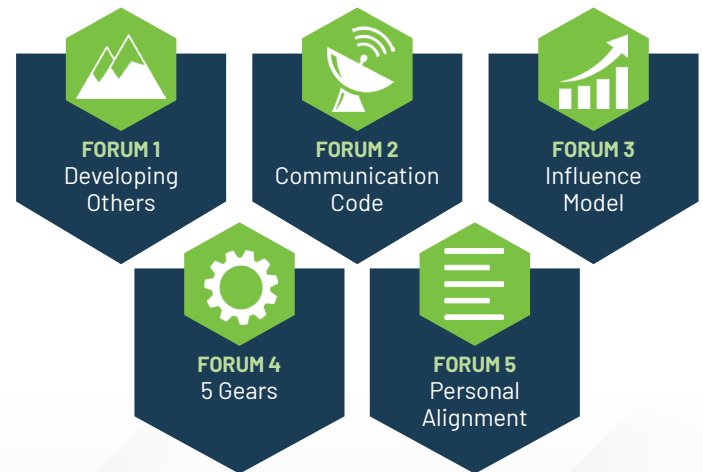 FORUM 1
Developing
Others
FORUM 2
Communication
Code
FORUM 3
Influence
Model
FORUM 4
5 Gears
FORUM 5
Personal
Alignment